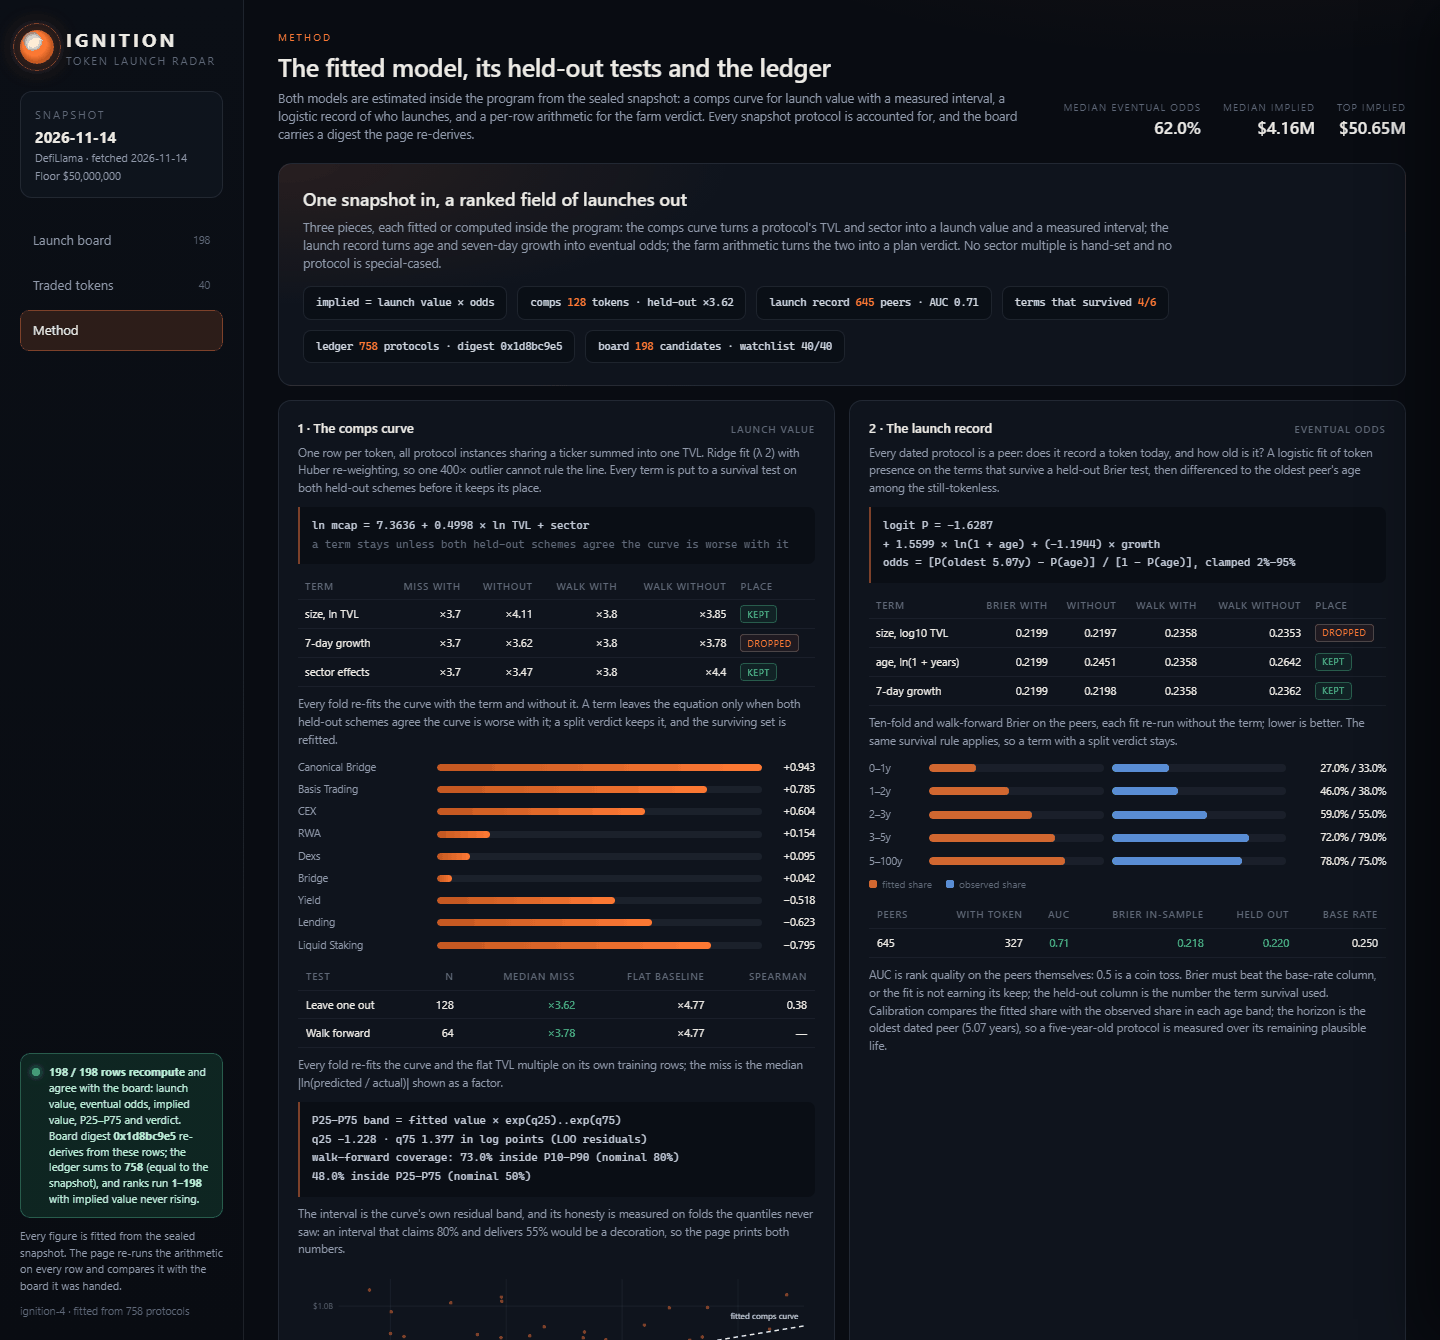 IGNITION
TOKEN LAUNCH RADAR
SNAPSHOT
2026-11-14
DefiLlama · fetched 2026-11-14
Floor $50,000,000
Launch board 198
Traded tokens 40
Method
198 / 198 rows recompute and
agree with the board: launch
value, eventual odds, implied
value, P25–P75 and verdict.
Board digest 0x1d8bc9e5 re-
derives from these rows; the
ledger sums to 758 (equal to the
snapshot), and ranks run 1–198
with implied value never rising.
Every figure is fitted from the sealed
snapshot. The page re-runs the arithmetic
on every row and compares it with the
board it was handed.
ignition-4 · fitted from 758 protocols
METHOD
The fitted model, its held-out tests and the ledger
Both models are estimated inside the program from the sealed snapshot: a comps curve for launch value with a measured interval, a
logistic record of who launches, and a per-row arithmetic for the farm verdict. Every snapshot protocol is accounted for, and the board
carries a digest the page re-derives.
MEDIAN EVENTUAL ODDS MEDIAN IMPLIED TOP IMPLIED
62.0% $4.16M $50.65M
One snapshot in, a ranked field of launches out
Three pieces, each fitted or computed inside the program: the comps curve turns a protocol's TVL and sector into a launch value and a measured interval; the
launch record turns age and seven-day growth into eventual odds; the farm arithmetic turns the two into a plan verdict. No sector multiple is hand-set and no
protocol is special-cased.
implied = launch value × odds
comps 128 tokens · held-out ×3.62
launch record 645 peers · AUC 0.71
terms that survived 4/6
ledger 758 protocols · digest 0x1d8bc9e5
board 198 candidates · watchlist 40/40
1 · The comps curve LAUNCH VALUE
One row per token, all protocol instances sharing a ticker summed into one TVL. Ridge fit (λ 2) with
Huber re-weighting, so one 400× outlier cannot rule the line. Every term is put to a survival test on
both held-out schemes before it keeps its place.
ln mcap = 7.3636 + 0.4998 × ln TVL + sector
a term stays unless both held-out schemes agree the curve is worse with it
TERM MISS WITH WITHOUT WALK WITH WALK WITHOUT PLACE
size, ln TVL ×3.7 ×4.11 ×3.8 ×3.85 KEPT
7-day growth ×3.7 ×3.62 ×3.8 ×3.78 DROPPED
sector effects ×3.7 ×3.47 ×3.8 ×4.4 KEPT
Every fold re-fits the curve with the term and without it. A term leaves the equation only when both
held-out schemes agree the curve is worse with it; a split verdict keeps it, and the surviving set is
refitted.
Canonical Bridge +0.943
Basis Trading +0.785
CEX +0.604
RWA +0.154
Dexs +0.095
Bridge +0.042
Yield −0.518
Lending −0.623
Liquid Staking −0.795
TEST N MEDIAN MISS FLAT BASELINE SPEARMAN
Leave one out 128 ×3.62 ×4.77 0.38
Walk forward 64 ×3.78 ×4.77 —
Every fold re-fits the curve and the flat TVL multiple on its own training rows; the miss is the median
|ln(predicted / actual)| shown as a factor.
P25–P75 band = fitted value × exp(q25)..exp(q75)
q25 −1.228 · q75 1.377 in log points (LOO residuals)
walk-forward coverage: 73.0% inside P10–P90 (nominal 80%)
48.0% inside P25–P75 (nominal 50%)
The interval is the curve's own residual band, and its honesty is measured on folds the quantiles never
saw: an interval that claims 80% and delivers 55% would be a decoration, so the page prints both
numbers.
$1.0B
fitted comps curve
2 · The launch record EVENTUAL ODDS
Every dated protocol is a peer: does it record a token today, and how old is it? A logistic fit of token
presence on the terms that survive a held-out Brier test, then differenced to the oldest peer's age
among the still-tokenless.
logit P = −1.6287
+ 1.5599 × ln(1 + age) + (−1.1944) × growth
odds = [P(oldest 5.07y) − P(age)] / [1 − P(age)], clamped 2%–95%
TERM BRIER WITH WITHOUT WALK WITH WALK WITHOUT PLACE
size, log10 TVL 0.2199 0.2197 0.2358 0.2353 DROPPED
age, ln(1 + years) 0.2199 0.2451 0.2358 0.2642 KEPT
7-day growth 0.2199 0.2198 0.2358 0.2362 KEPT
Ten-fold and walk-forward Brier on the peers, each fit re-run without the term; lower is better. The
same survival rule applies, so a term with a split verdict stays.
0–1y 27.0% / 33.0%
1–2y 46.0% / 38.0%
2–3y 59.0% / 55.0%
3–5y 72.0% / 79.0%
5–100y 78.0% / 75.0%
fitted share observed share
PEERS WITH TOKEN AUC BRIER IN-SAMPLE HELD OUT BASE RATE
645 327 0.71 0.218 0.220 0.250
AUC is rank quality on the peers themselves: 0.5 is a coin toss. Brier must beat the base-rate column,
or the fit is not earning its keep; the held-out column is the number the term survival used.
Calibration compares the fitted share with the observed share in each age band; the horizon is the
oldest dated peer (5.07 years), so a five-year-old protocol is measured over its remaining plausible
life.